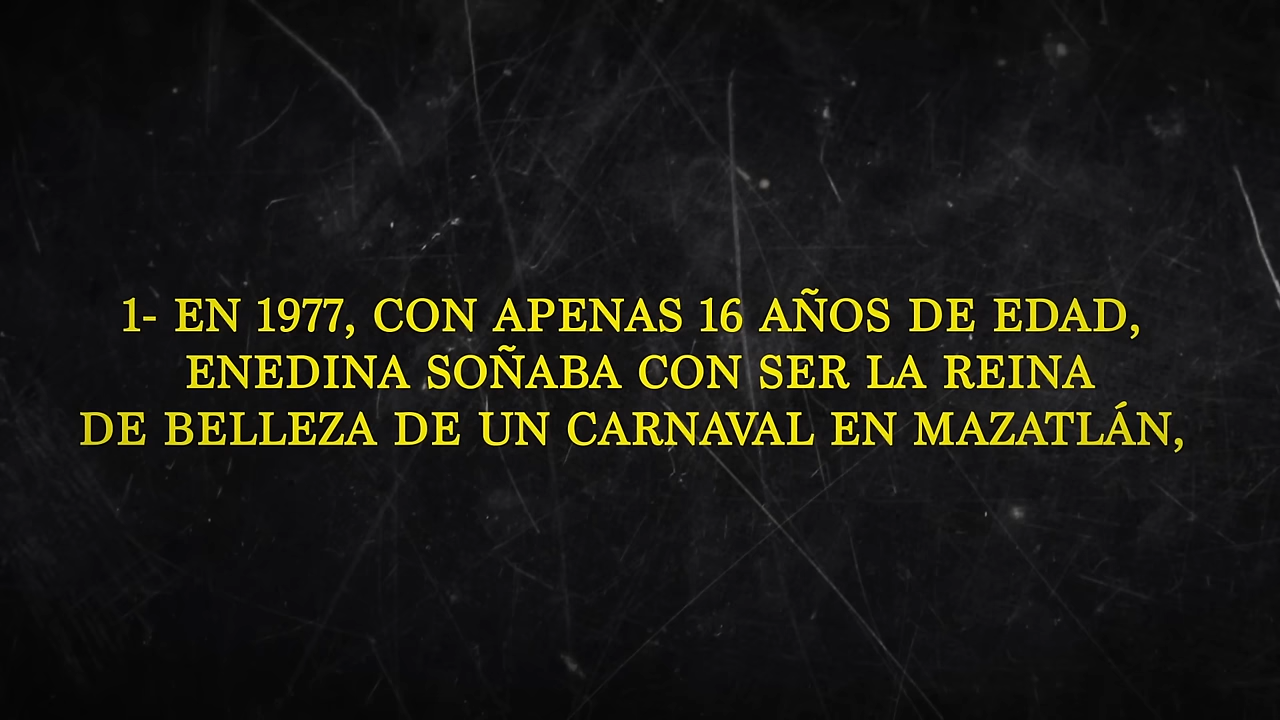 1- EN 1977, CON APENAS 16 AÑOS DE EDAD,
ENEDINA SOÑABA CON SER LA REINA
DE BELLEZA DE UN CARNAVAL EN MAZATLÁN,